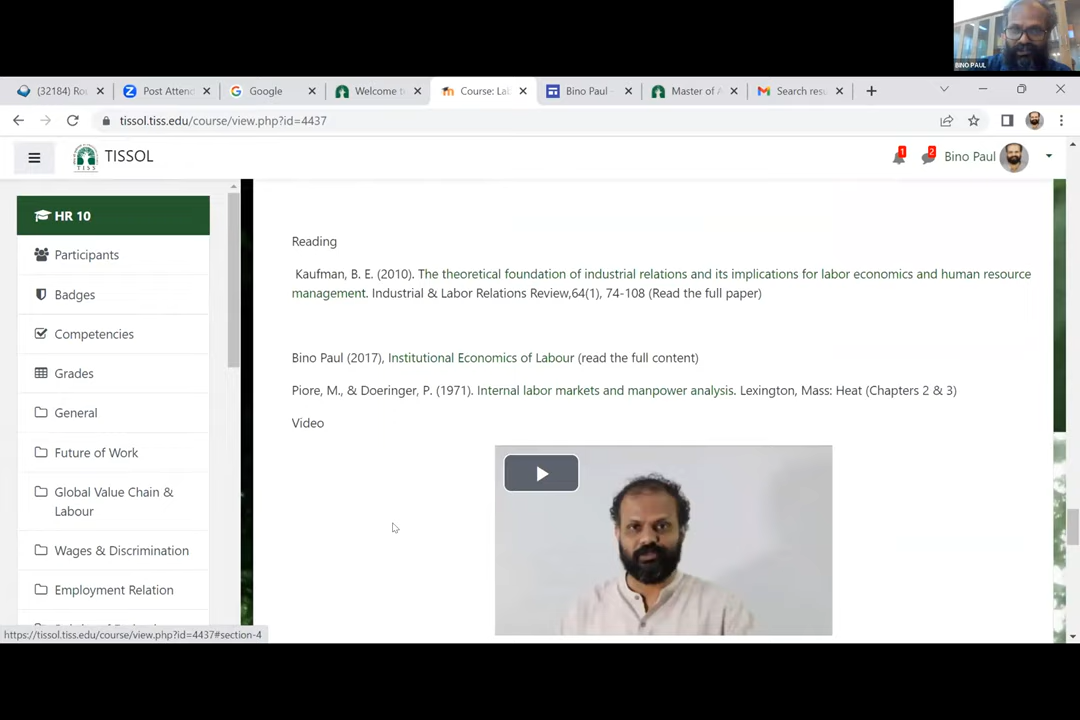 BINO PAUL
(32184) Ro
Post Attend
Google
Welcome t
Course: La
Bino Paul
Master of A
Search resu
tissol.tiss.edu/course/view.php?id=4437
TISSOL
1
2
Bino Paul
HR 10
Participants
Badges
Competencies
Grades
General
Future of Work
Global Value Chain &
Labour
Wages & Discrimination
Employment Relation
https://tissol.tiss.edu/course/view.php?id=4437#section-4
Reading
Kaufman, B. E. (2010). The theoretical foundation of industrial relations and its implications for labor economics and human resource
management. Industrial & Labor Relations Review,64(1), 74-108 (Read the full paper)
Bino Paul (2017), Institutional Economics of Labour (read the full content)
Piore, M., & Doeringer, P. (1971). Internal labor markets and manpower analysis. Lexington, Mass: Heat (Chapters 2 & 3)
Video